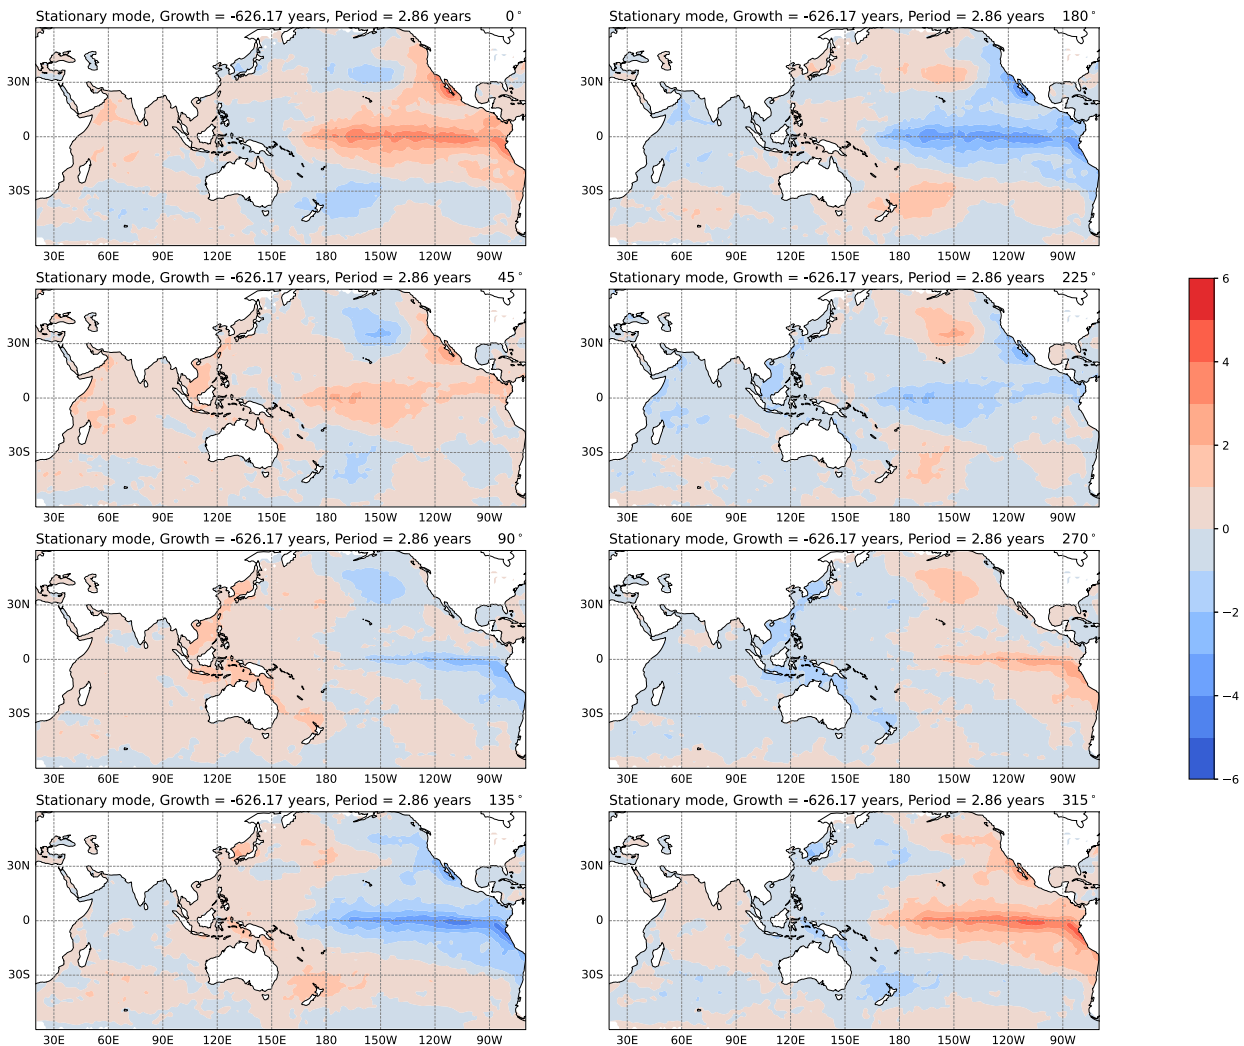 Stationary mode, Growth = -626.17 years, Period = 2.86 years 0°
Stationary mode, Growth = -626.17 years, Period = 2.86 years 180°
30N
0
30S
30E 60E 90E 120E 150E 180 150W 120W 90W
30N
0
30S
30E 60E 90E 120E 150E 180 150W 120W 90W
Stationary mode, Growth = -626.17 years, Period = 2.86 years 45°
Stationary mode, Growth = -626.17 years, Period = 2.86 years 225°
30N
0
30S
30E 60E 90E 120E 150E 180 150W 120W 90W
30N
0
30S
30E 60E 90E 120E 150E 180 150W 120W 90W
Stationary mode, Growth = -626.17 years, Period = 2.86 years 90°
Stationary mode, Growth = -626.17 years, Period = 2.86 years 270°
30N
0
30S
30E 60E 90E 120E 150E 180 150W 120W 90W
30N
0
30S
30E 60E 90E 120E 150E 180 150W 120W 90W
Stationary mode, Growth = -626.17 years, Period = 2.86 years 135°
Stationary mode, Growth = -626.17 years, Period = 2.86 years 315°
30N
0
30S
30E 60E 90E 120E 150E 180 150W 120W 90W
30N
0
30S
30E 60E 90E 120E 150E 180 150W 120W 90W
6
4
2
0
−2
−4
−6